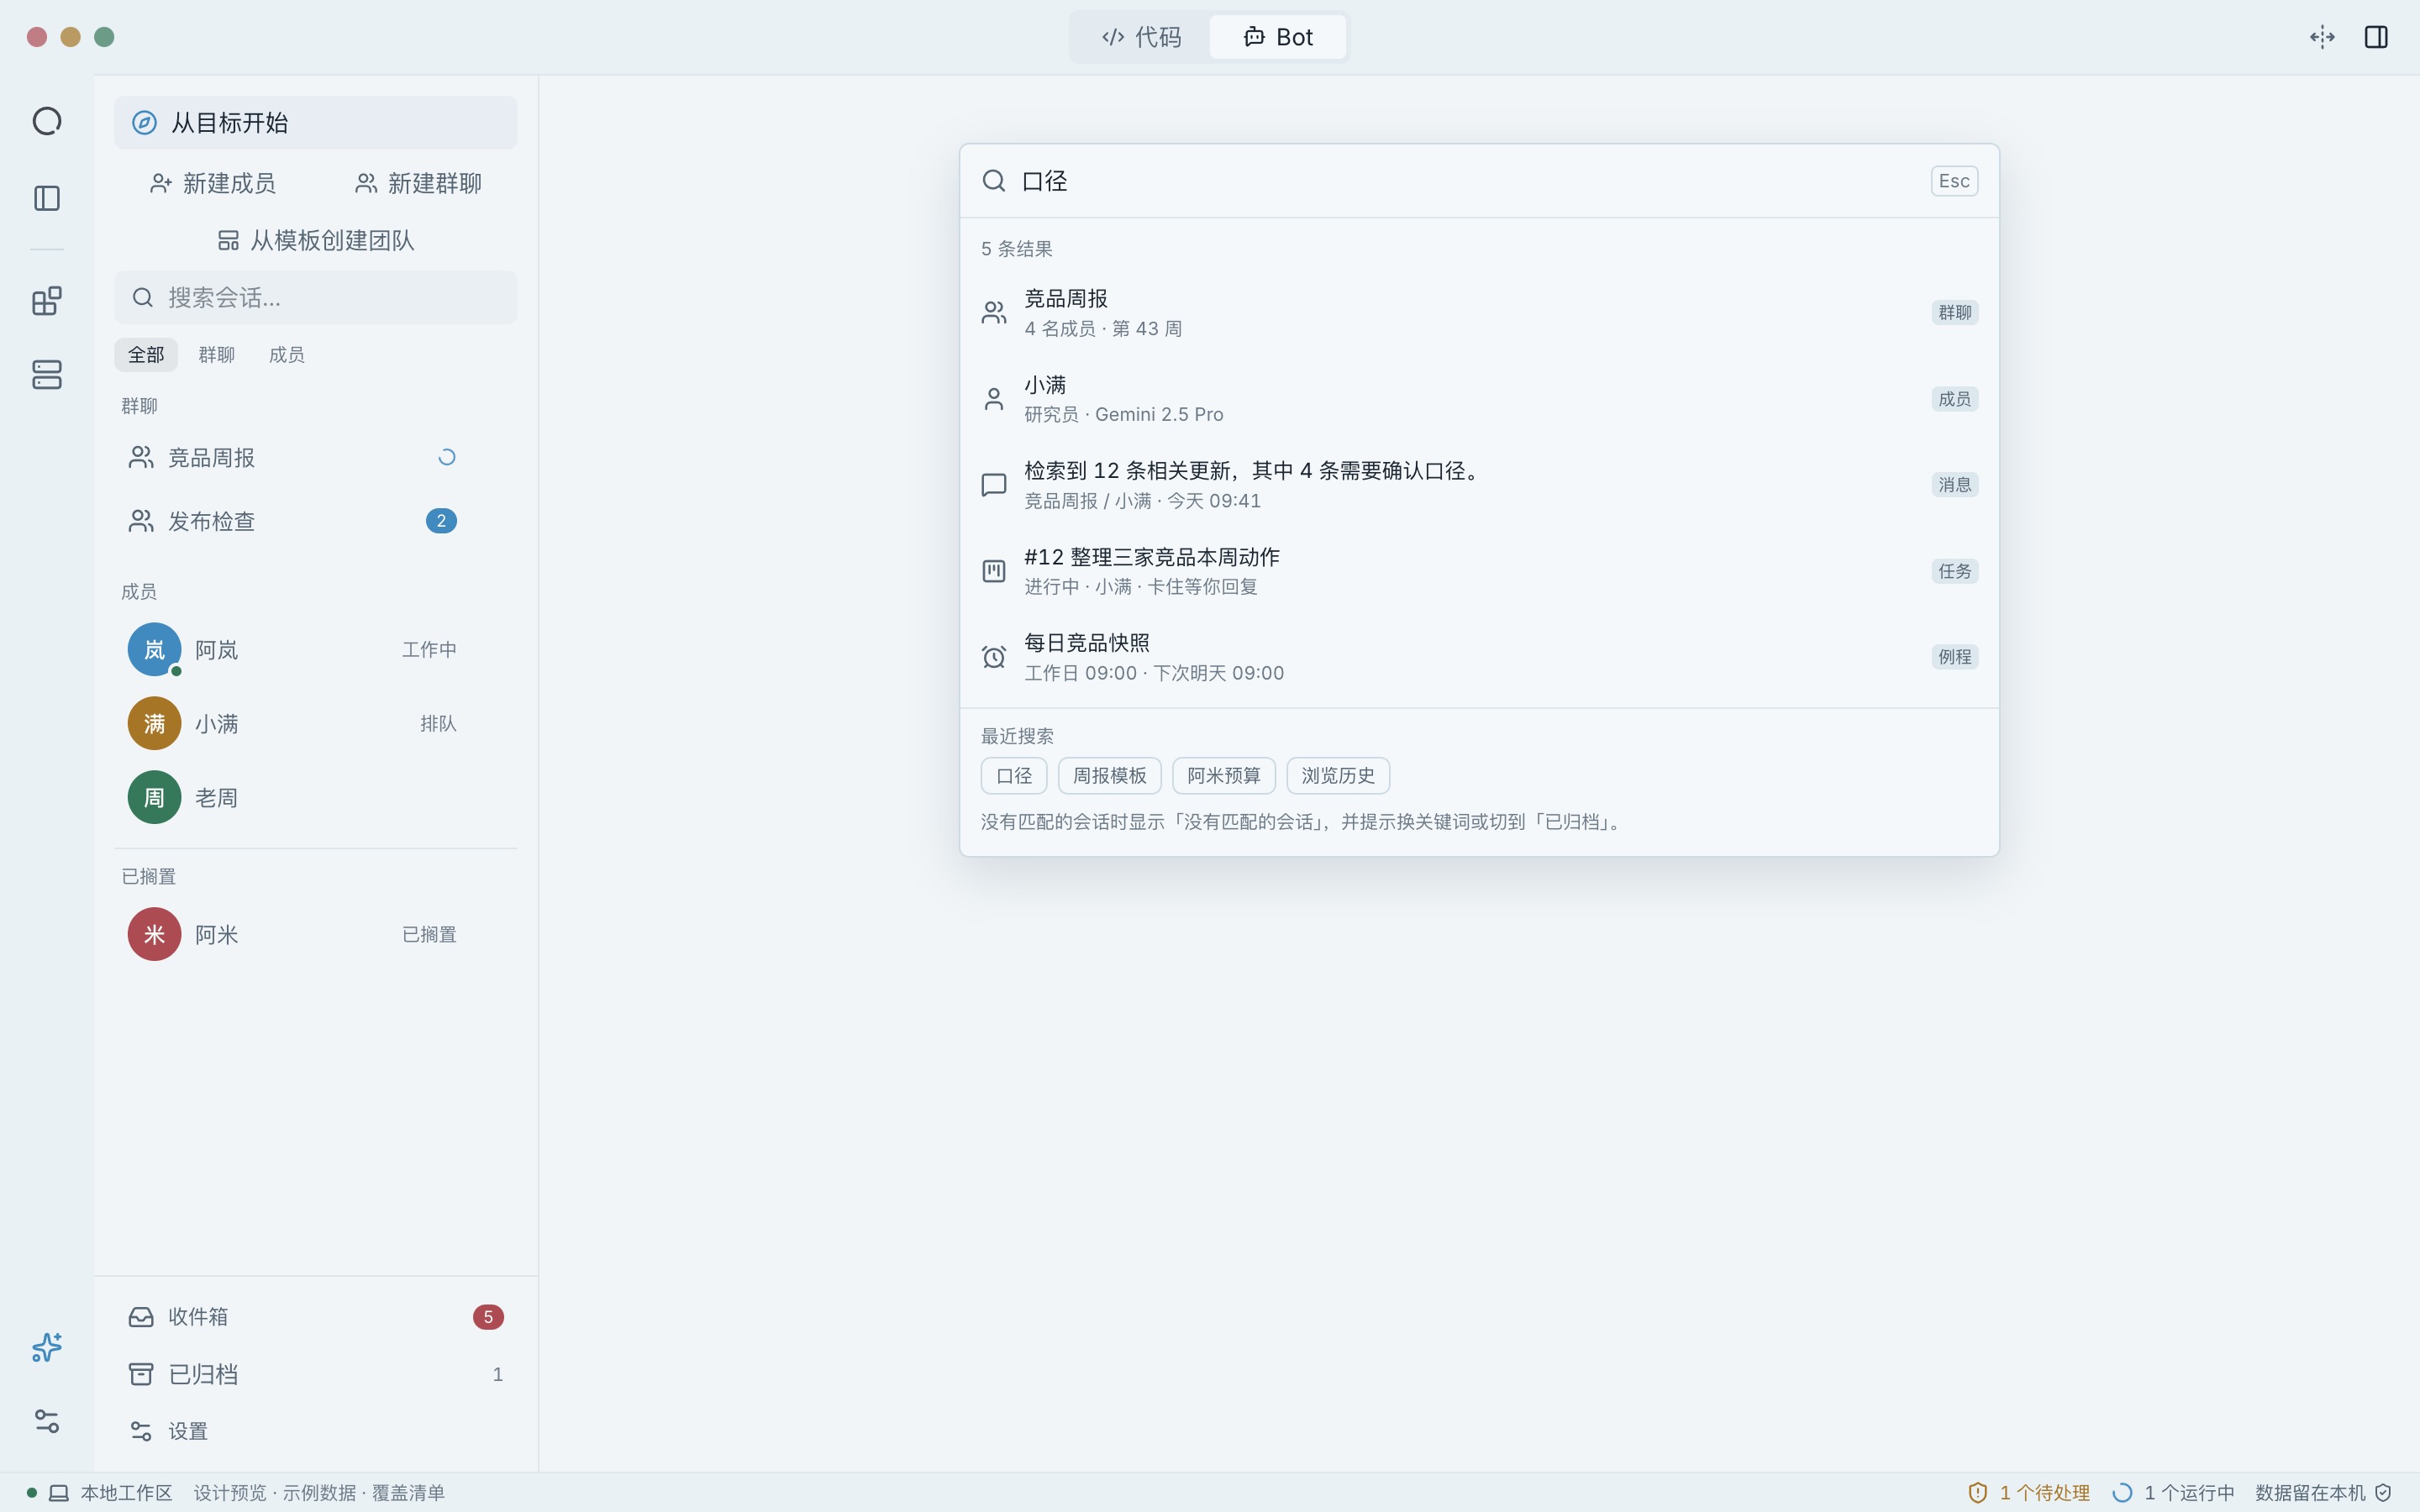 代码
Bot
从目标开始
新建成员
新建群聊
从模板创建团队
搜索会话...
全部
群聊
成员
群聊
竞品周报
发布检查
2
成员
岚
阿岚
工作中
满
小满
排队
周
老周
已搁置
米
阿米
已搁置
收件箱
5
已归档
1
设置
口径
Esc
5 条结果
竞品周报
4 名成员 · 第 43 周
群聊
小满
研究员 · Gemini 2.5 Pro
成员
检索到 12 条相关更新，其中 4 条需要确认口径。
竞品周报 / 小满 · 今天 09:41
消息
#12 整理三家竞品本周动作
进行中 · 小满 · 卡住等你回复
任务
每日竞品快照
工作日 09:00 · 下次明天 09:00
例程
最近搜索
口径
周报模板
阿米预算
浏览历史
没有匹配的会话时显示「没有匹配的会话」，并提示换关键词或切到「已归档」。
本地工作区
设计预览 · 示例数据 · 覆盖清单
1 个待处理
1 个运行中
数据留在本机